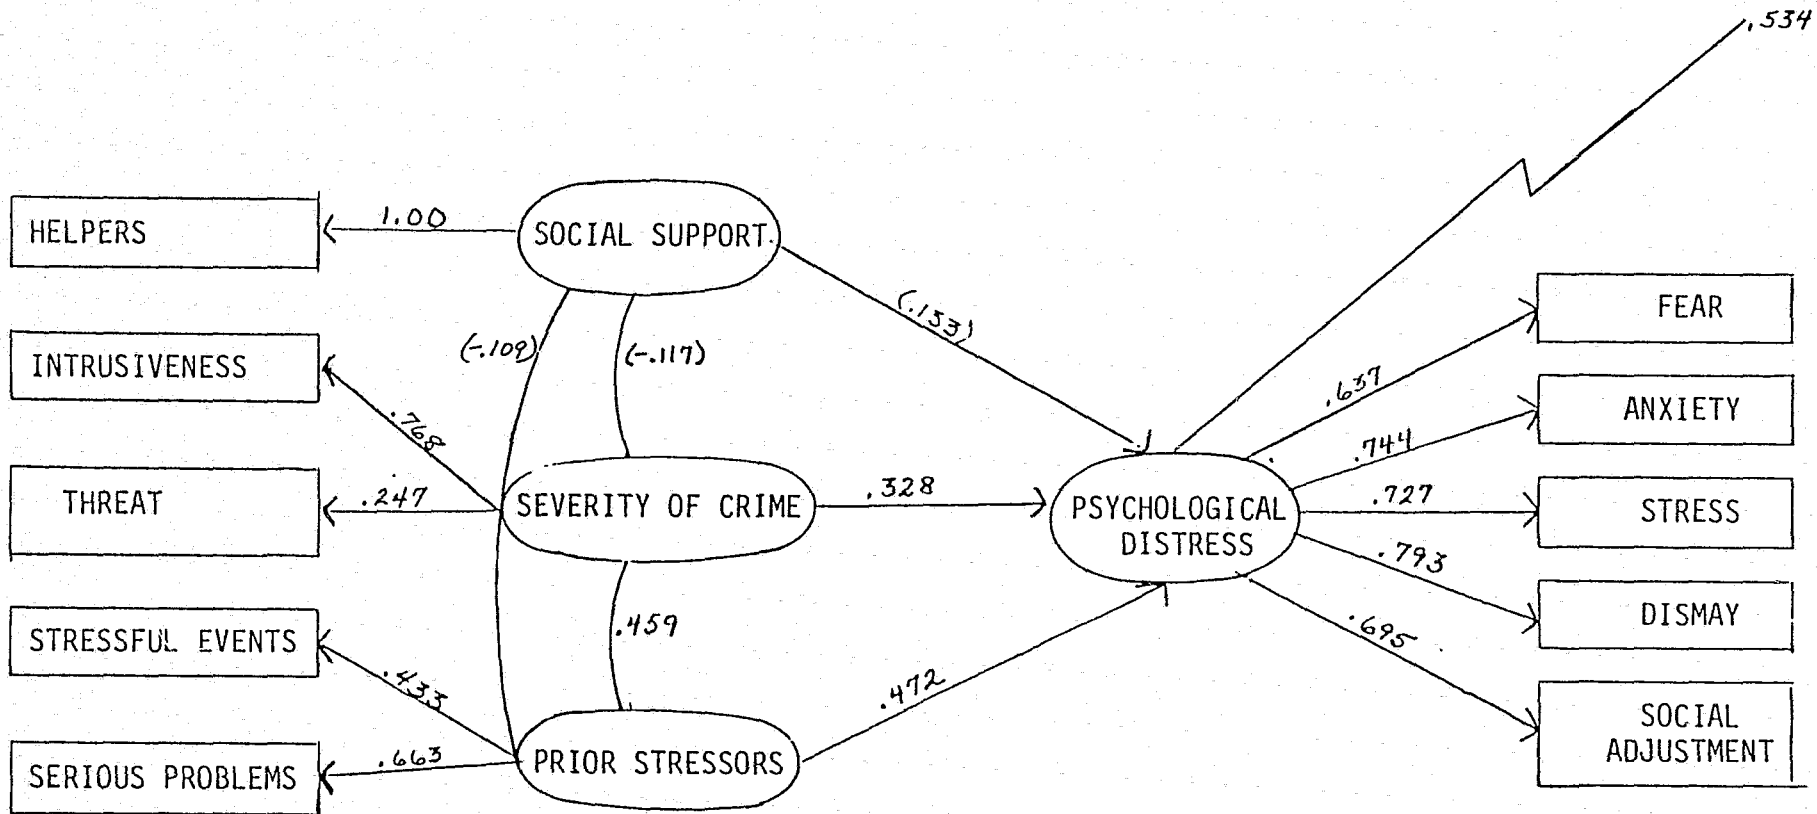 .534
HELPERS
1.00
SOCIAL SUPPORT
(.153)
FEAR
INTRUSIVENESS
(-.109)
(-.117)
.637
ANXIETY
.768
.744
THREAT
.247
SEVERITY OF CRIME
.328
PSYCHOLOGICAL
DISTRESS
.727
STRESS
.793
DISMAY
STRESSFUL EVENTS
.433
.459
.472
.695
SOCIAL
ADJUSTMENT
SERIOUS PROBLEMS
.663
PRIOR STRESSORS